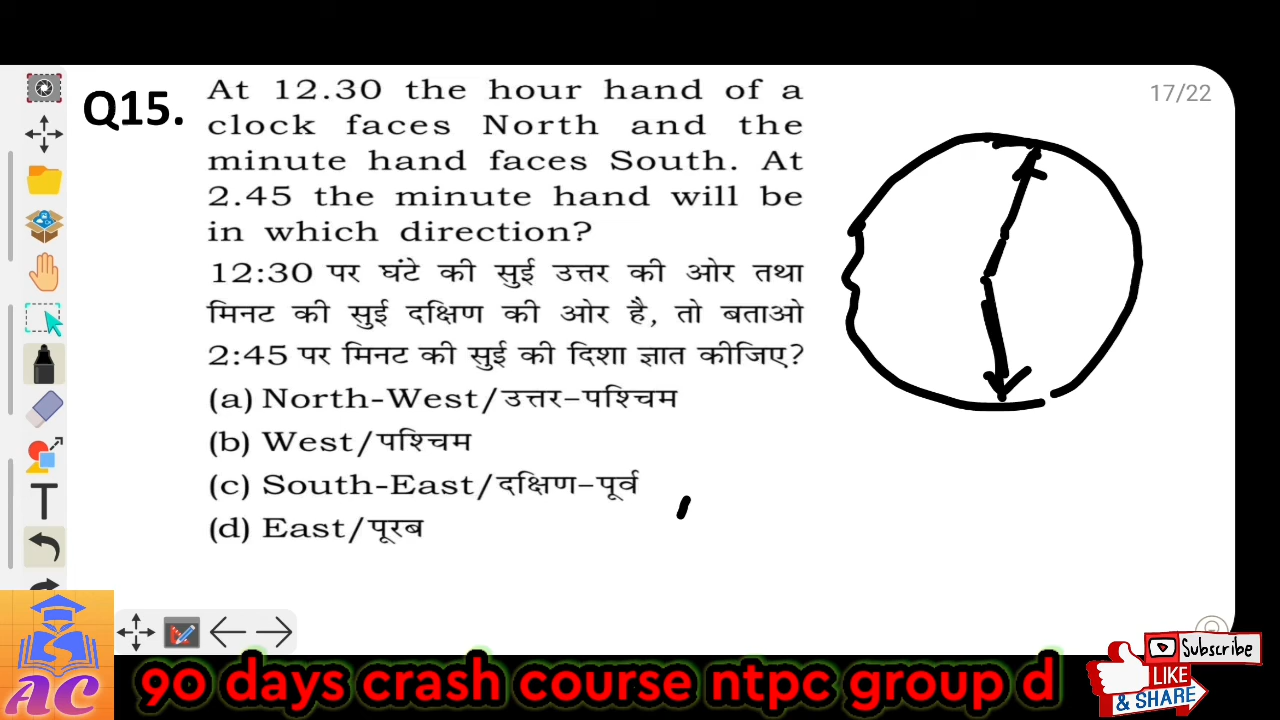 17/22
Q15.
At 12.30 the hour hand of a
clock faces North and the
minute hand faces South. At
2.45 the minute hand will be
in which direction?
12:30 पर घंटे की सुई उत्तर की ओर तथा
मिनट की सुई दक्षिण की ओर है, तो बताओ
2:45 पर मिनट की सुई की दिशा ज्ञात कीजिए?
(a) North-West/उत्तर-पश्चिम
(b) West/पश्चिम
(c) South-East/दक्षिण-पूर्व
(d) East/पूरब
T
S
AC
90 days crash course ntpc group d
Subscribe
LIKE
& SHARE